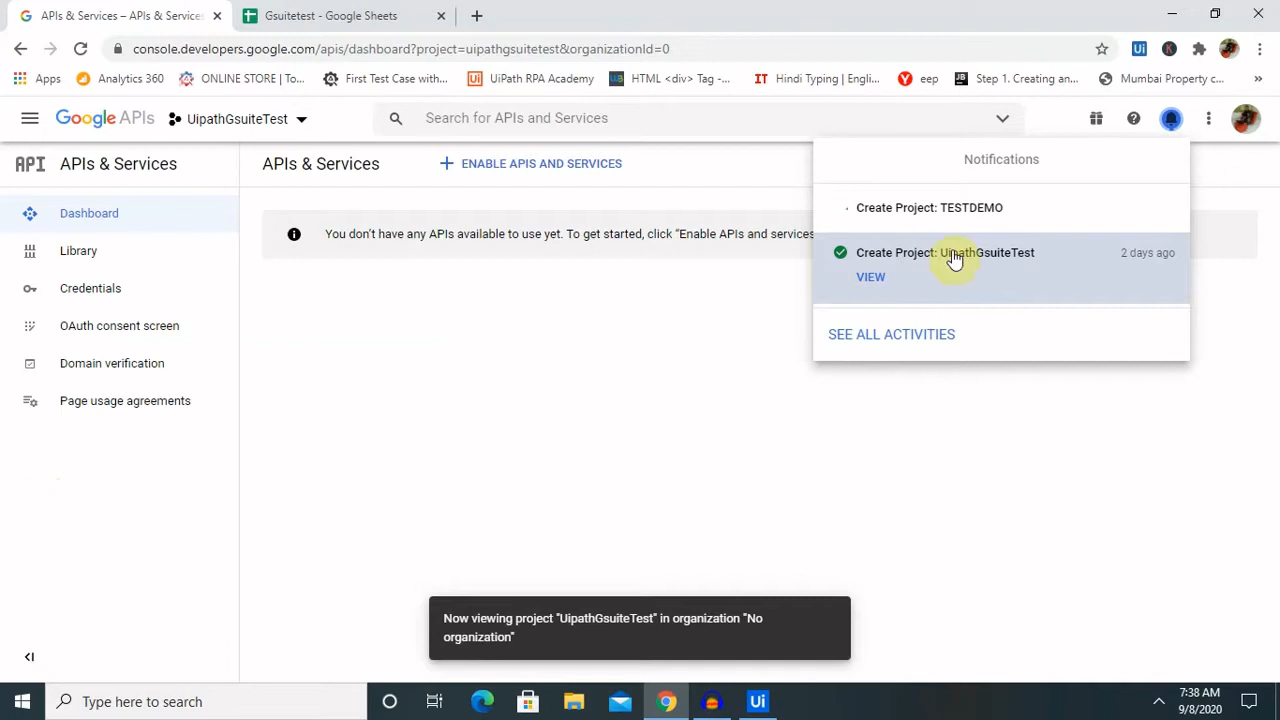 APIs & Services – APIs & Services
Gsuitetest - Google Sheets
console.developers.google.com/apis/dashboard?project=uipathgsuitetest&organizationId=0
Apps
Analytics 360
ONLINE STORE | To...
First Test Case with...
UiPath RPA Academy
HTML <div> Tag -...
Hindi Typing | Engli...
eep
Step 1. Creating an...
Mumbai Property c...
Google APIs
UipathGsuiteTest
Search for APIs and Services
API APIs & Services
APIs & Services
ENABLE APIS AND SERVICES
Notifications
Dashboard
Library
Credentials
OAuth consent screen
Domain verification
Page usage agreements
You don't have any APIs available to use yet. To get started, click "Enable APIs and services
Create Project: TESTDEMO
Create Project: UipathGsuiteTest
2 days ago
VIEW
SEE ALL ACTIVITIES
Now viewing project "UipathGsuiteTest" in organization "No
organization"
Type here to search
Ui
7:38 AM
9/8/2020